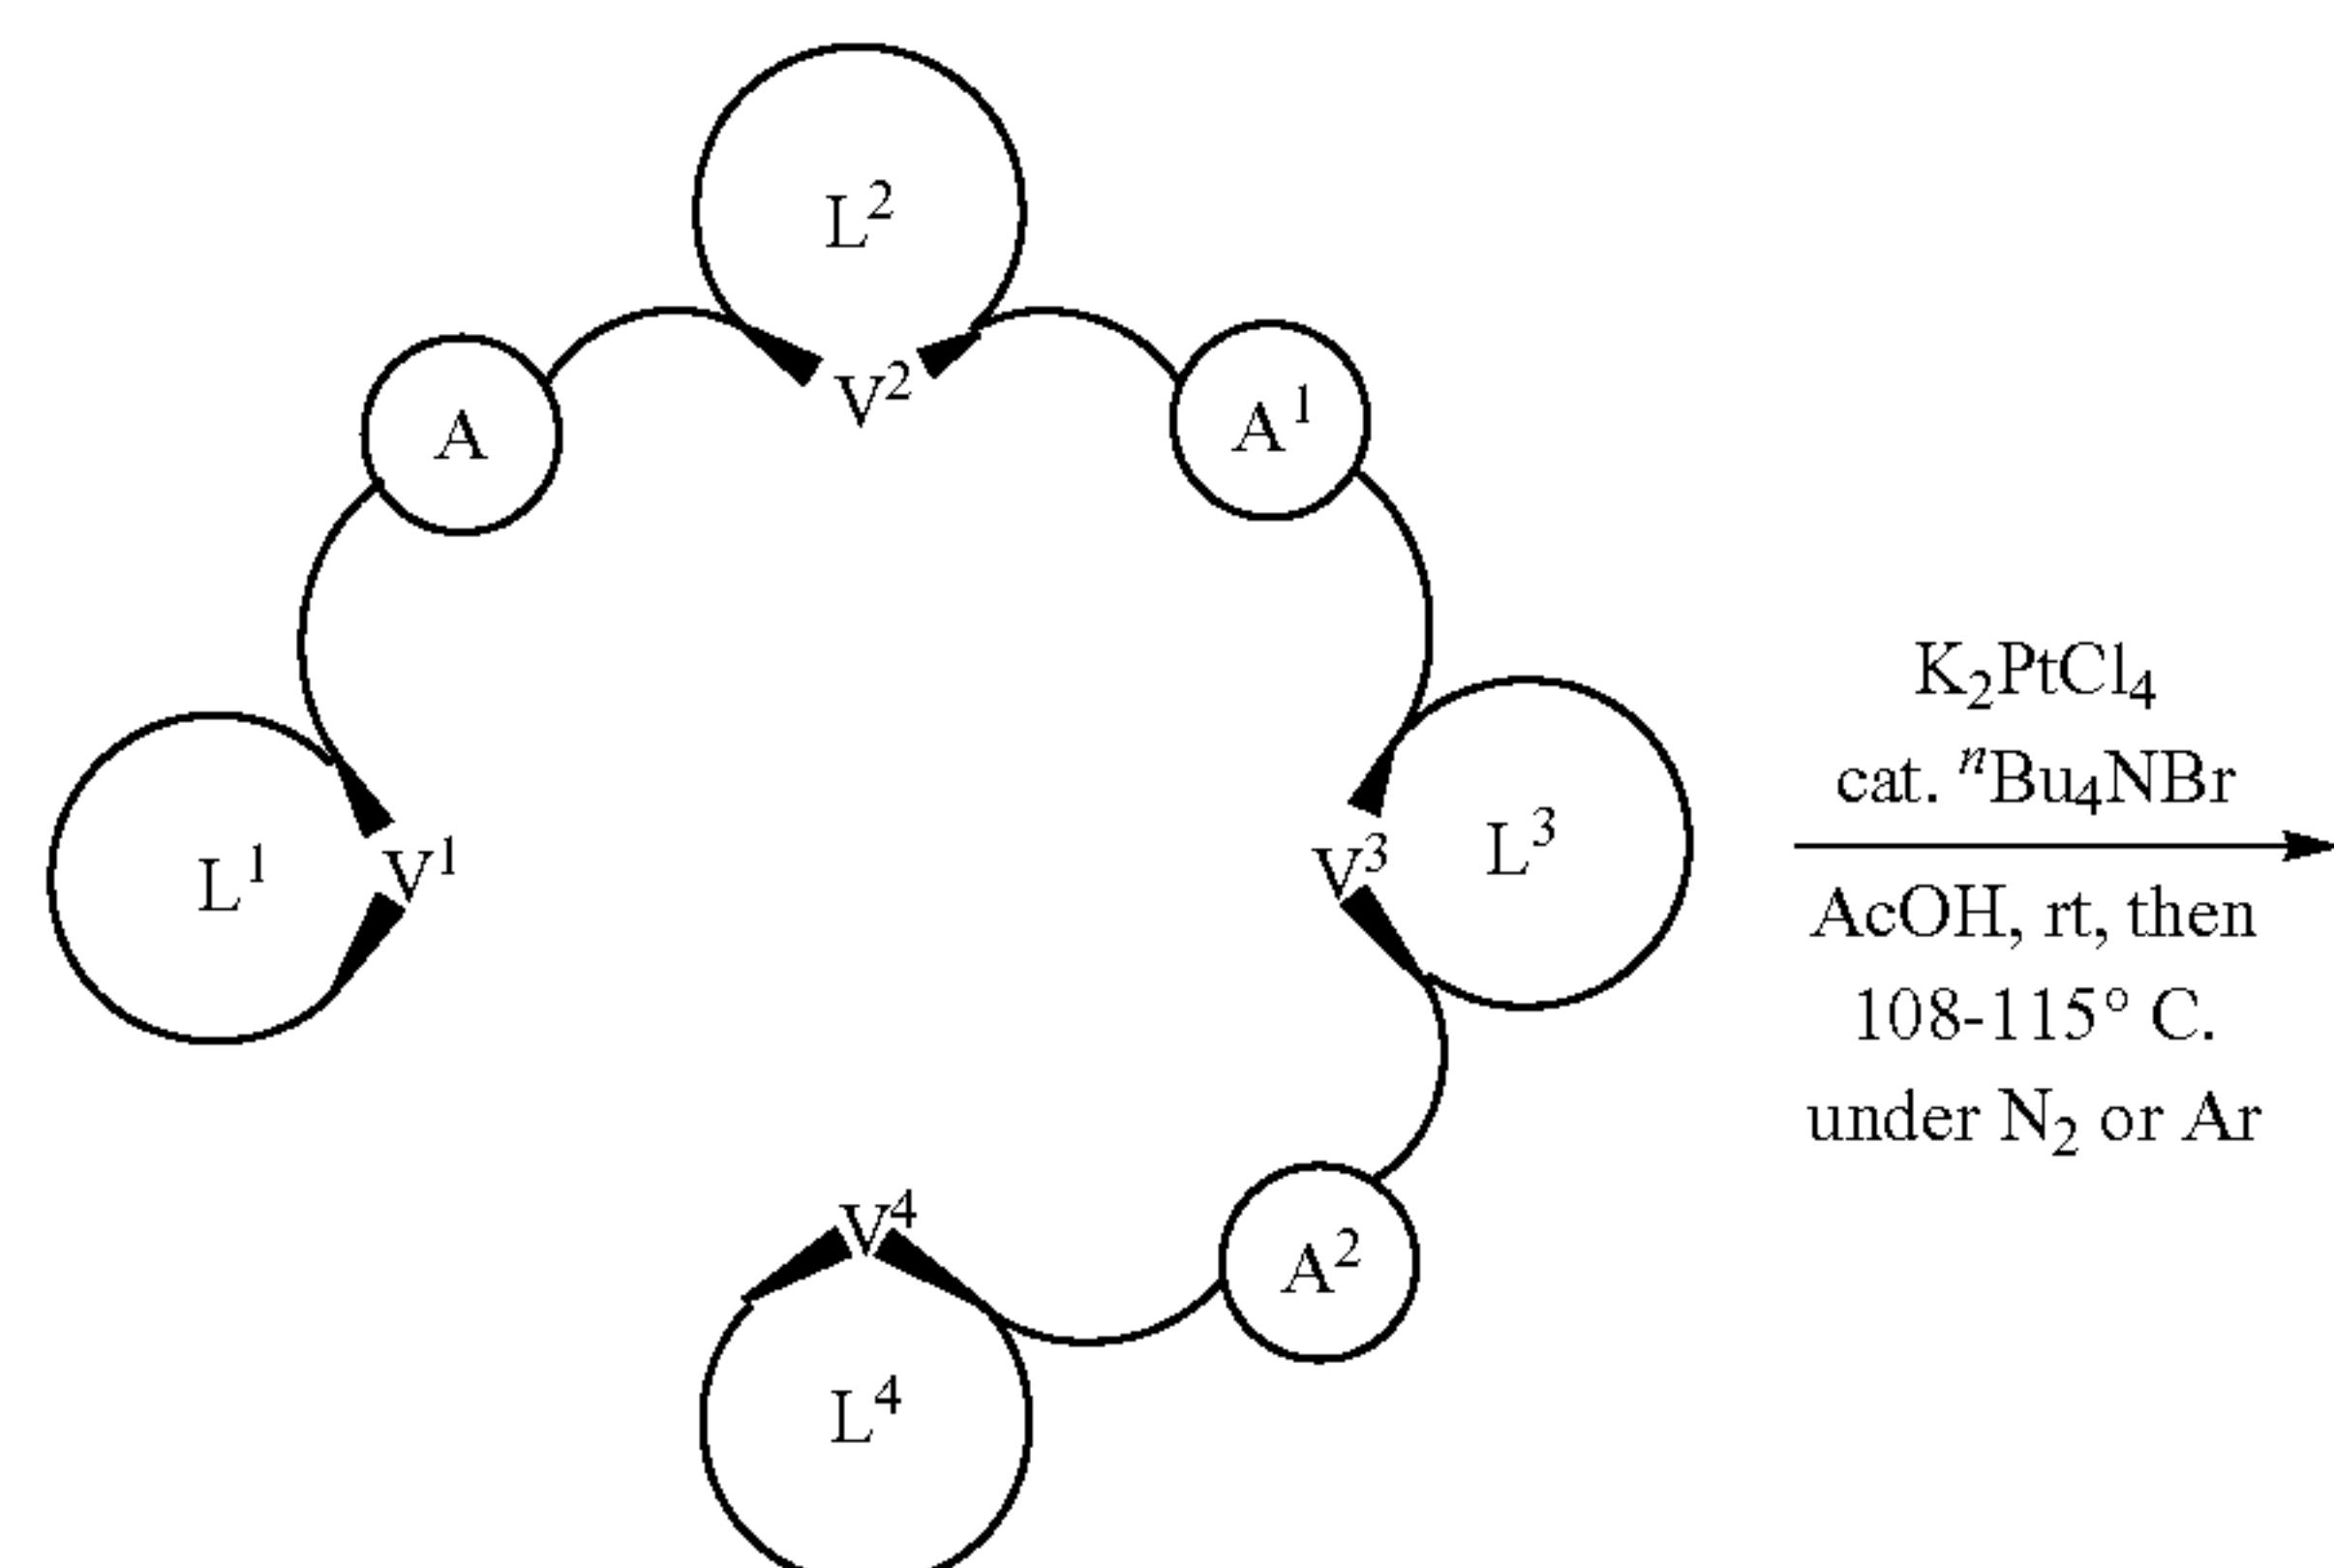 L²
V²
A
A¹
L¹
V¹
V³
L³
V⁴
A²
L⁴
K₂PtCl₄
cat. ⁿBu₄NBr
AcOH, rt, then
108-115° C.
under N₂ or Ar